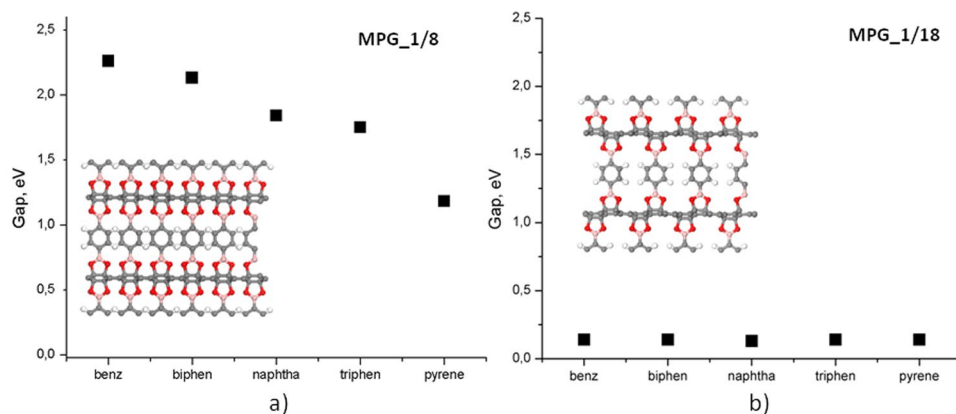 MPG_1/8
Gap, eV
2,5
2,0
1,5
1,0
0,5
0,0
benz biphen naphtha triphen pyrene
a)
MPG_1/18
Gap, eV
2,5
2,0
1,5
1,0
0,5
0,0
benz biphen naphtha triphen pyrene
b)